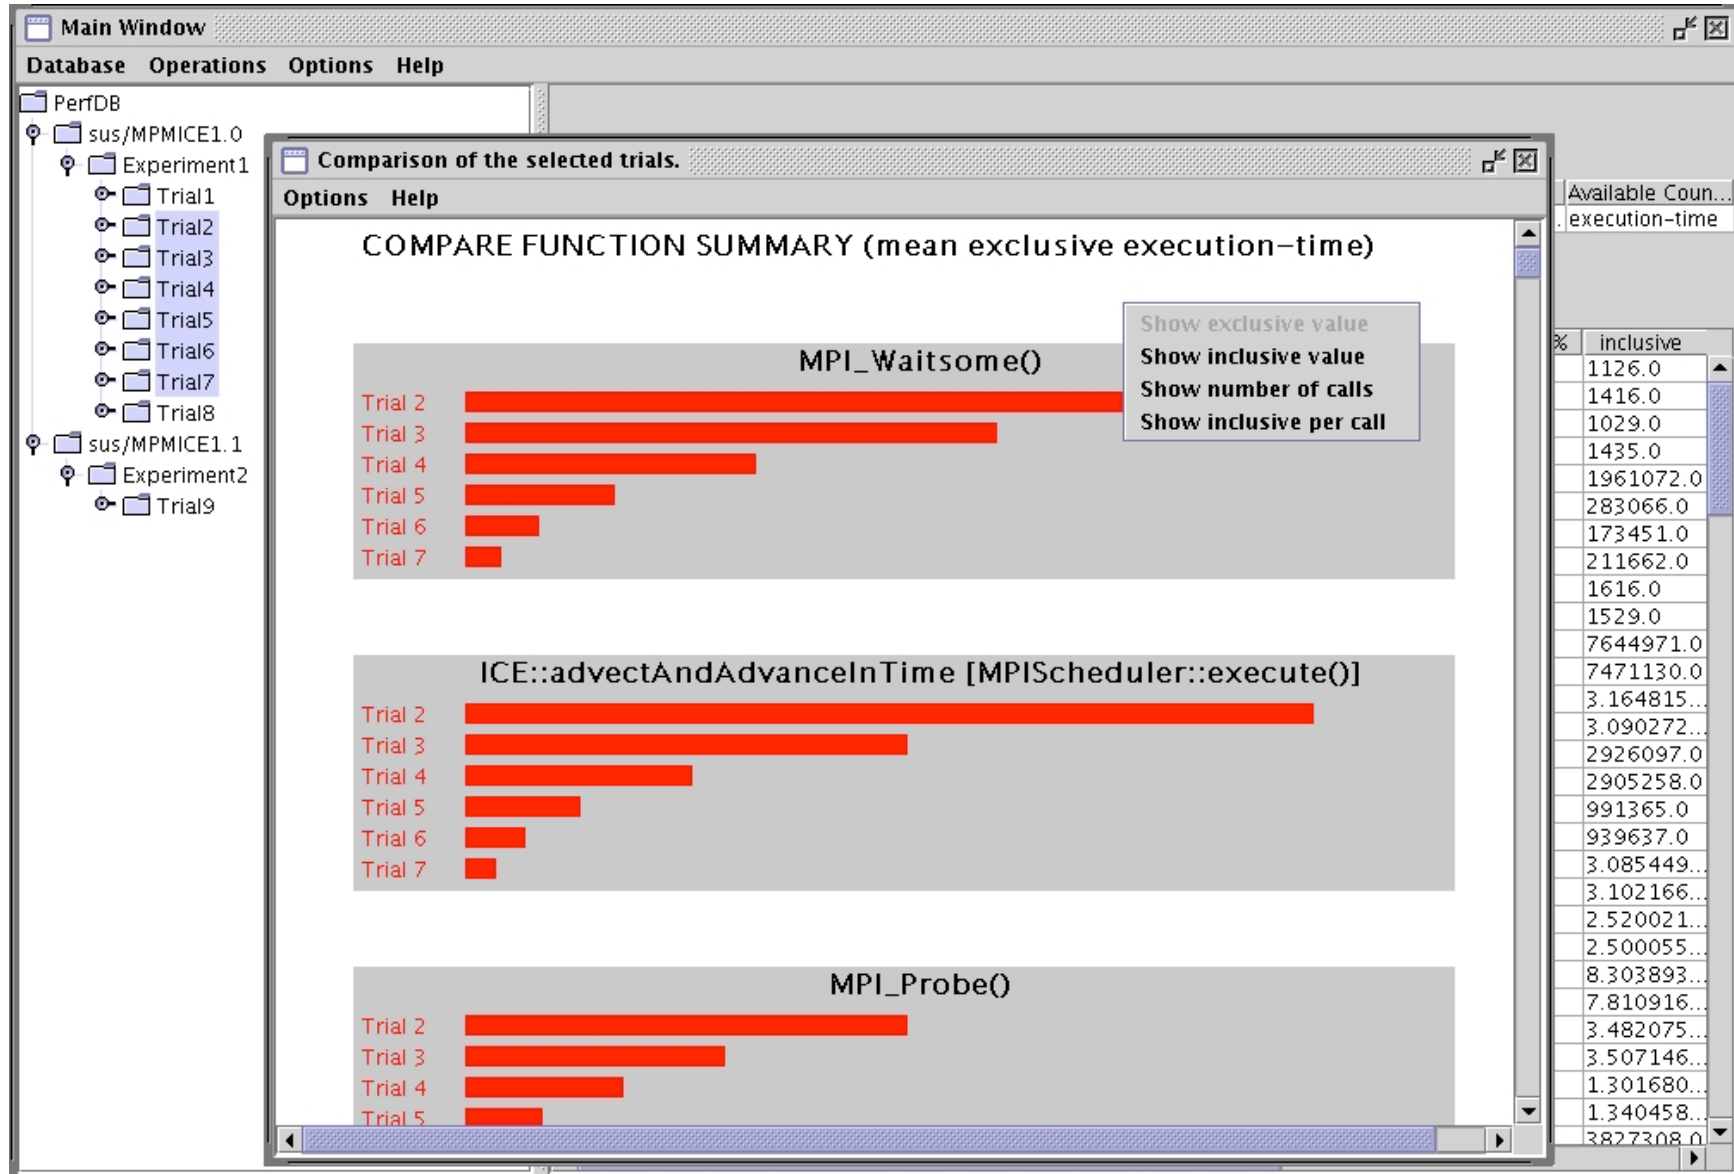 Main Window
Database Operations Options Help
PerfDB
sus/MPMICE1.0
Experiment1
Trial1
Trial2
Trial3
Trial4
Trial5
Trial6
Trial7
Trial8
sus/MPMICE1.1
Experiment2
Trial9
Comparison of the selected trials.
Options Help
COMPARE FUNCTION SUMMARY (mean exclusive execution-time)
Show exclusive value
Show inclusive value
Show number of calls
Show inclusive per call
MPI_Waitsome()
Trial 2
Trial 3
Trial 4
Trial 5
Trial 6
Trial 7
ICE::advectAndAdvanceInTime [MPIScheduler::execute()]
Trial 2
Trial 3
Trial 4
Trial 5
Trial 6
Trial 7
MPI_Probe()
Trial 2
Trial 3
Trial 4
Trial 5
Available Coun...
. execution-time
% inclusive
1126.0
1416.0
1029.0
1435.0
1961072.0
283066.0
173451.0
211662.0
1616.0
1529.0
7644971.0
7471130.0
3.164815...
3.090272...
2926097.0
2905258.0
991365.0
939637.0
3.085449...
3.102166...
2.520021...
2.500055...
8.303893...
7.810916...
3.482075...
3.507146...
1.301680...
1.340458...
3827308.0